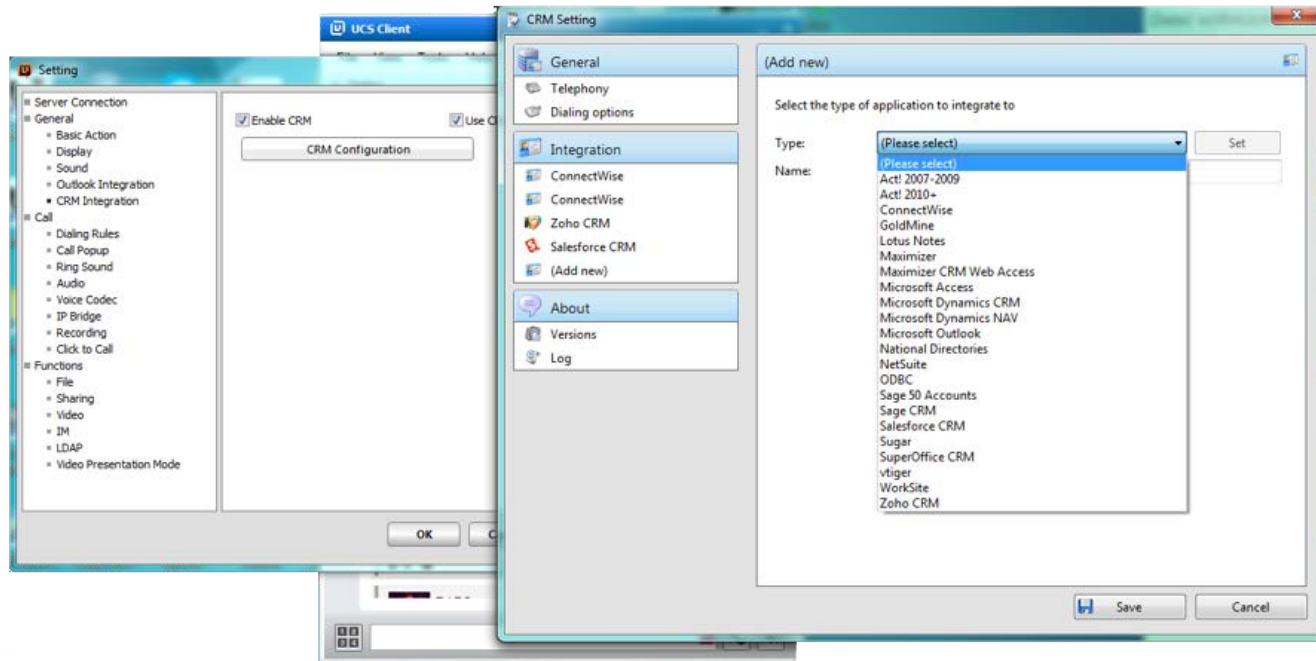 UCS Client
Setting
Server Connection
General
Basic Action
Display
Sound
Outlook Integration
CRM Integration
Call
Dialing Rules
Call Popup
Ring Sound
Audio
Voice Codec
IP Bridge
Recording
Click to Call
Functions
File
Sharing
Video
IM
LDAP
Video Presentation Mode
Enable CRM
Use
CRM Configuration
OK
CRM Setting
General
Telephony
Dialing options
Integration
ConnectWise
ConnectWise
Zoho CRM
Salesforce CRM
(Add new)
About
Versions
Log
(Add new)
Select the type of application to integrate to
Type:
(Please select)
Set
Name:
(Please select)
Act! 2007-2009
Act! 2010+
ConnectWise
GoldMine
Lotus Notes
Maximizer
Maximizer CRM Web Access
Microsoft Access
Microsoft Dynamics CRM
Microsoft Dynamics NAV
Microsoft Outlook
National Directories
NetSuite
ODBC
Sage 50 Accounts
Sage CRM
Salesforce CRM
Sugar
SuperOffice CRM
vtiger
WorkSite
Zoho CRM
Save
Cancel